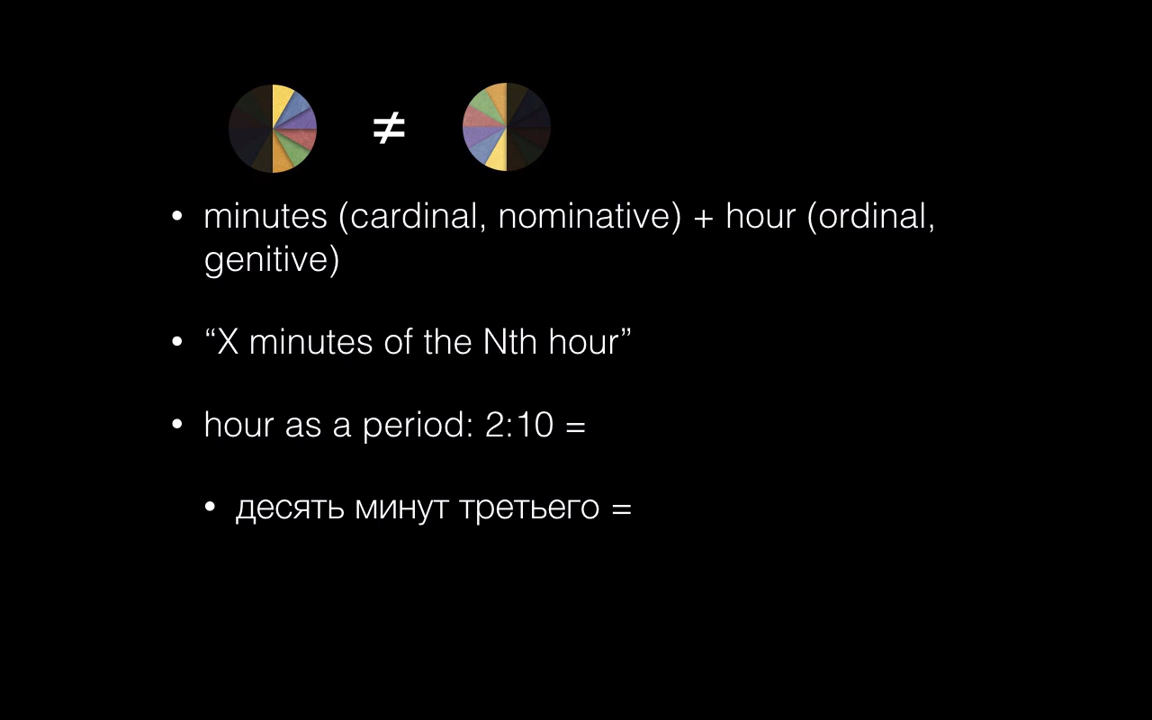 ≠
• minutes (cardinal, nominative) + hour (ordinal,
genitive)
• “X minutes of the Nth hour”
• hour as a period: 2:10 =
• десять минут третьего =